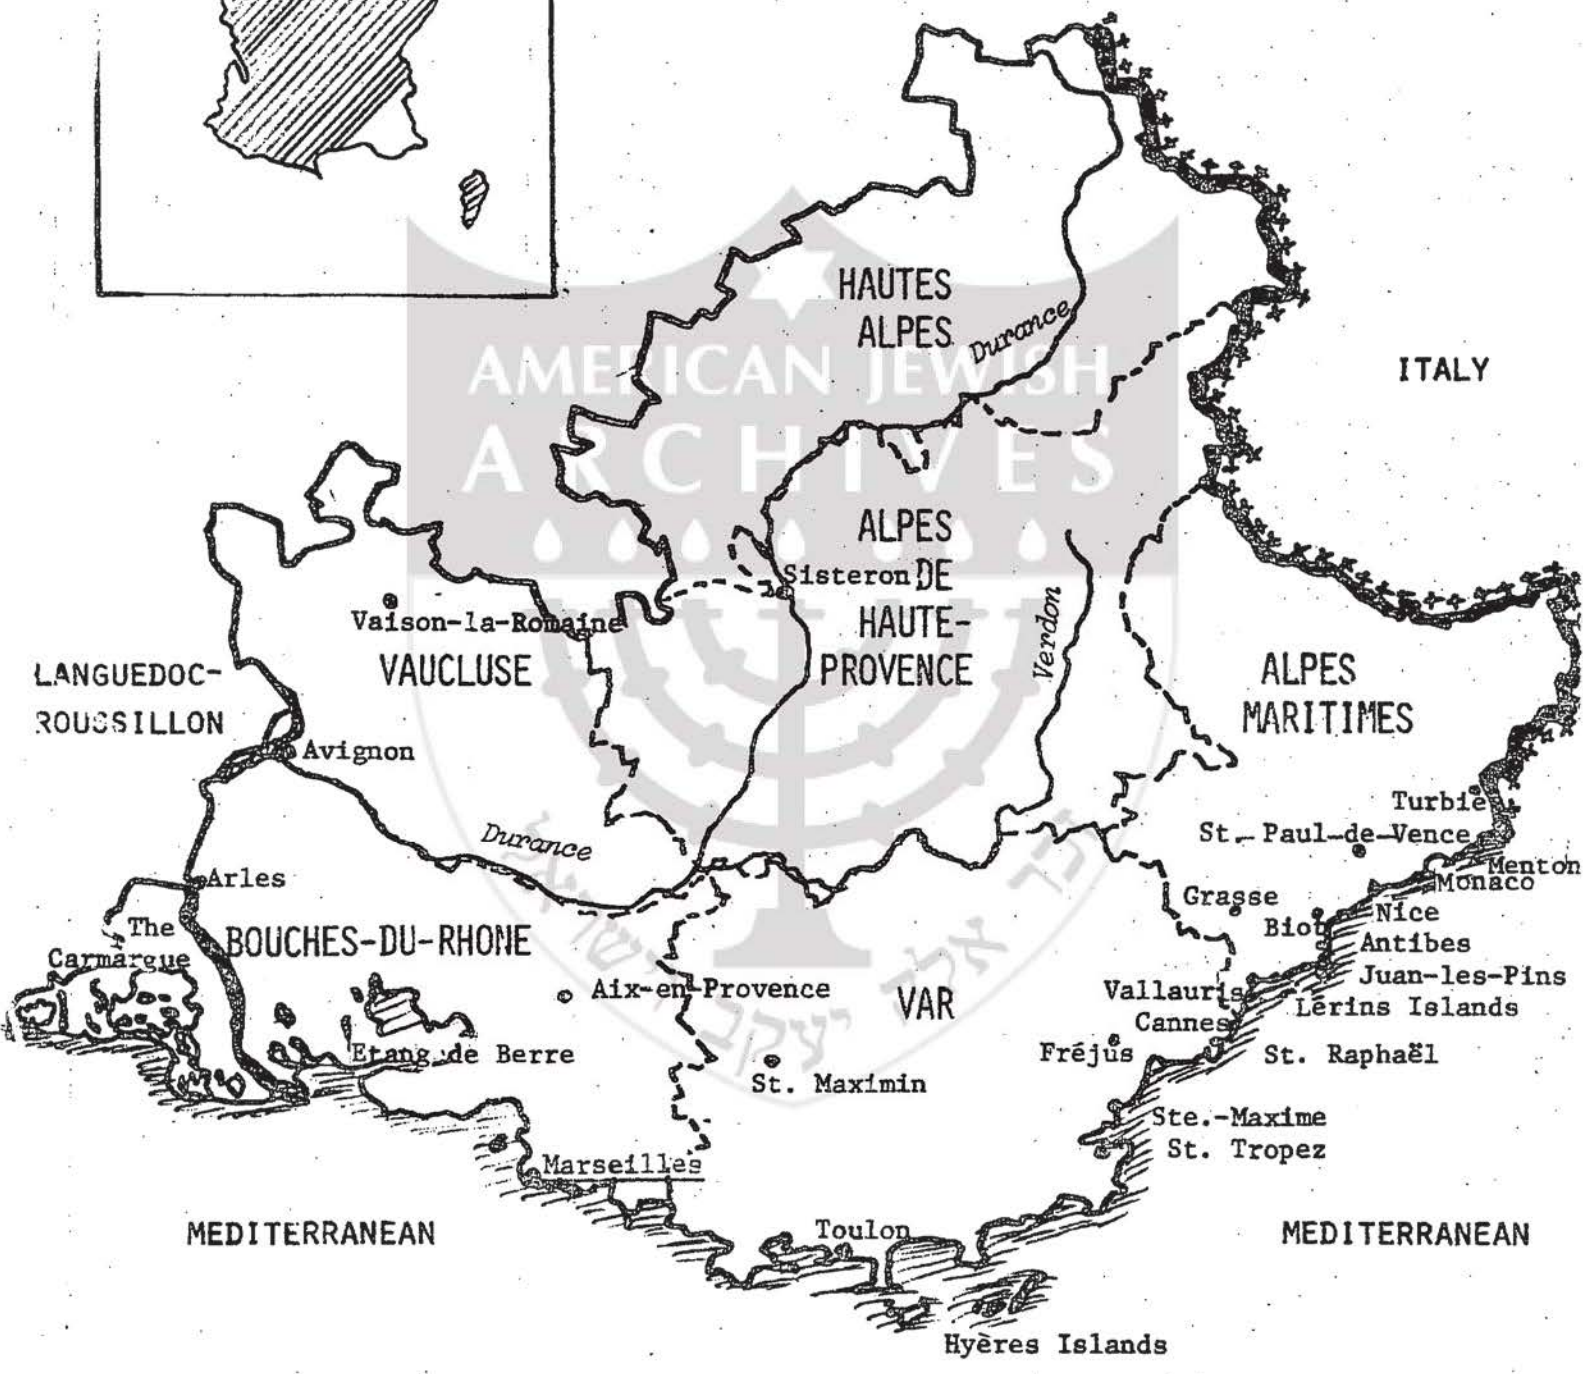 HAUTES
ALPES
Durance
ITALY
AMERICAN JEWISH
ARCHIVES
ALPES
Sisteron DE
HAUTE-
PROVENCE
Verdon
Vaison-la-Romaine
VAUCLUSE
LANGUEDOC-
ROUSSILLON
ALPES
MARITIMES
Avignon
Durance
Turbie
St. Paul-de-Vence
Menton
Monaco
Arles
Grasse
Nice
Biot
The
Carmargue
BOUCHES-DU-RHONE
Antibes
Juan-les-Pins
Aix-en-Provence
VAR
Vallauris
Lérins Islands
Cannes
Etang de Berre
Fréjus
St. Raphaël
St. Maximin
Ste.-Maxime
St. Tropez
Marseilles
MEDITERRANEAN
Toulon
MEDITERRANEAN
Hyères Islands